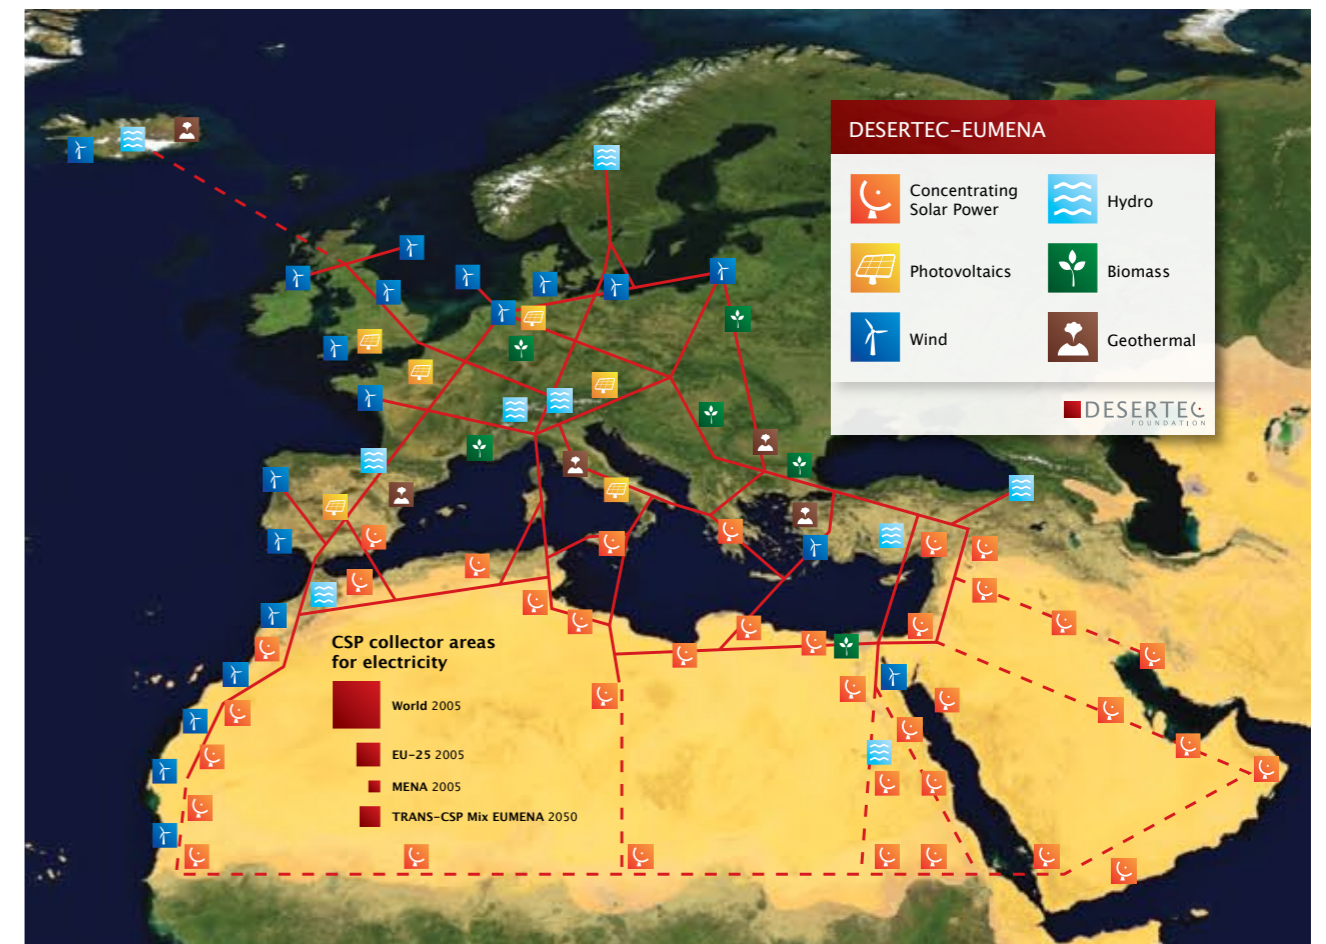 DESERTEC–EUMENA
Concentrating
Solar Power
Hydro
Photovoltaics
Biomass
Wind
Geothermal
DESERTEC
FOUNDATION
CSP collector areas
for electricity
World 2005
EU–25 2005
MENA 2005
TRANS–CSP Mix EUMENA 2050